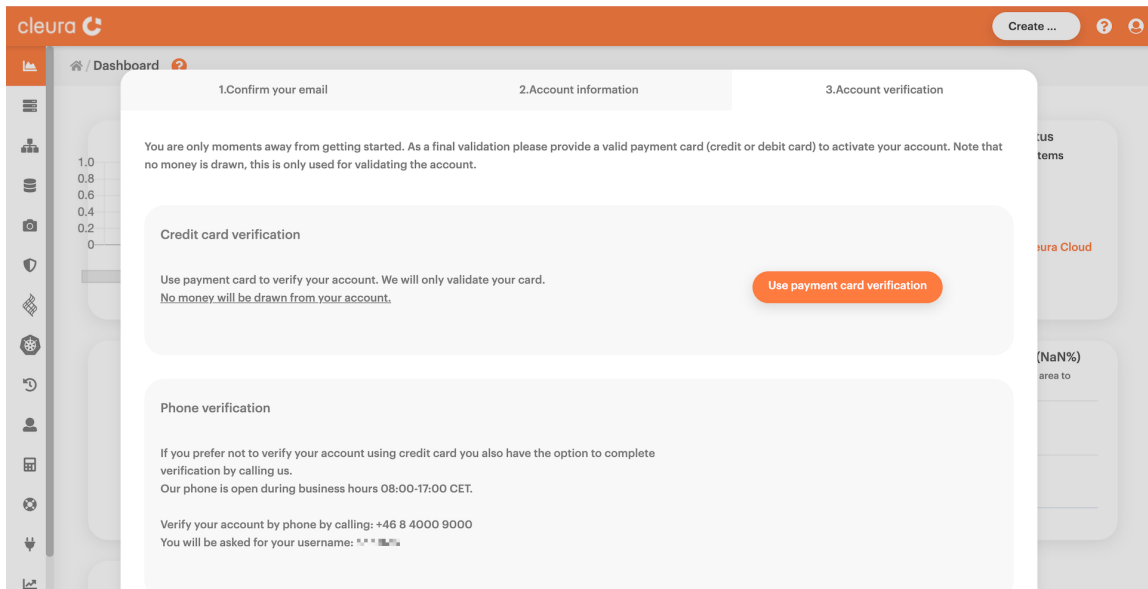 cleura
Create ...
/ Dashboard
1.Confirm your email
2.Account information
3.Account verification
You are only moments away from getting started. As a final validation please provide a valid payment card (credit or debit card) to activate your account. Note that
no money is drawn, this is only used for validating the account.
tus
tems
1.0
0.8
0.6
0.4
0.2
0
eura Cloud
Credit card verification
Use payment card to verify your account. We will only validate your card.
No money will be drawn from your account.
Use payment card verification
(NaN%)
area to
Phone verification
If you prefer not to verify your account using credit card you also have the option to complete
verification by calling us.
Our phone is open during business hours 08:00-17:00 CET.
Verify your account by phone by calling: +46 8 4000 9000
You will be asked for your username: